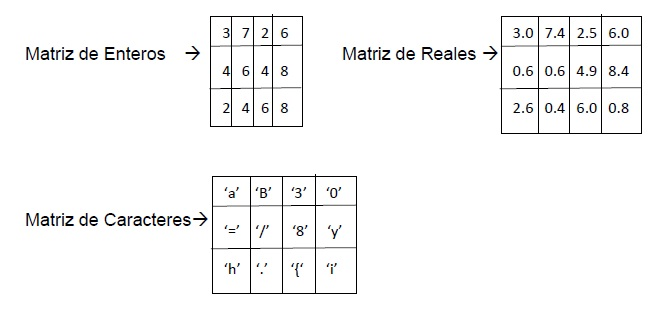 Matriz de Enteros →
3 7 2 6
4 6 4 8
2 4 6 8
Matriz de Reales →
3.0 7.4 2.5 6.0
0.6 0.6 4.9 8.4
2.6 0.4 6.0 0.8
Matriz de Caracteres→
‘a’ ‘B’ ‘3’ ‘0’
‘=’ ‘/’ ‘8’ ‘y’
‘h’ ‘.’ ‘{‘ ‘i’